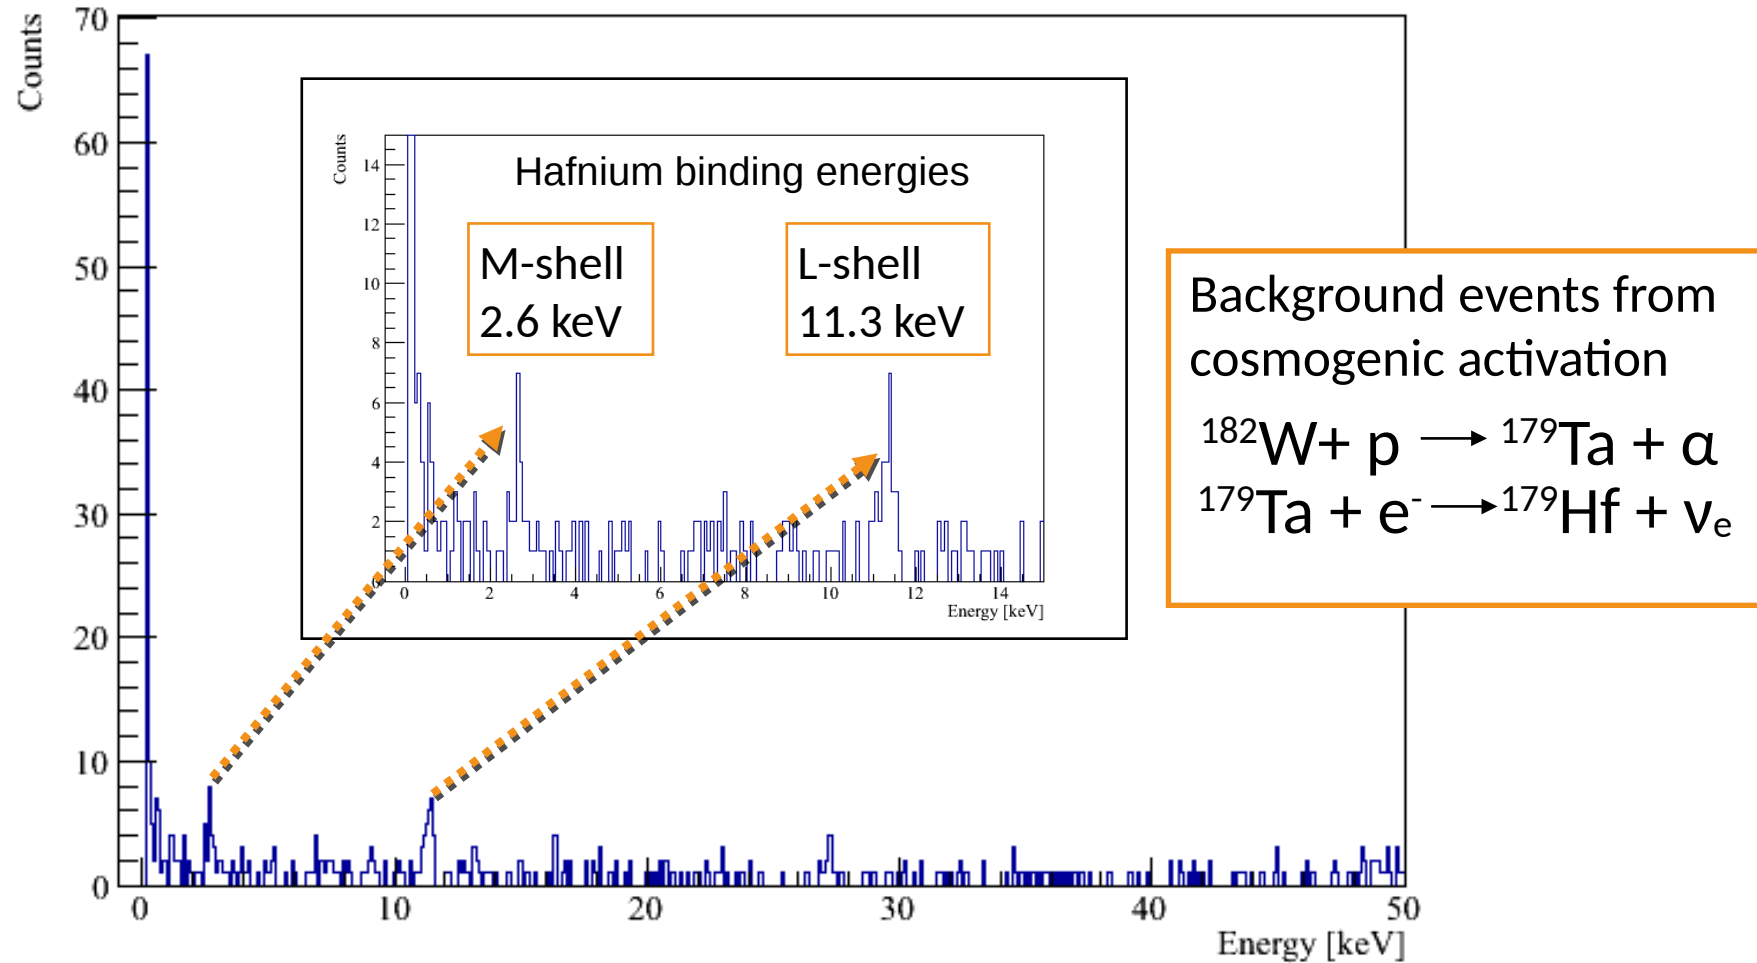 Counts
70
60
50
40
30
20
10
0
0 10 20 30 40 50
Energy [keV]
Counts
14
12
10
8
6
4
2
0
0 2 4 6 8 10 12 14
Energy [keV]
Hafnium binding energies
M-shell
2.6 keV
L-shell
11.3 keV
Background events from
cosmogenic activation
¹⁸²W+ p ⟶ ¹⁷⁹Ta + α
¹⁷⁹Ta + e⁻ ⟶ ¹⁷⁹Hf + νₑ